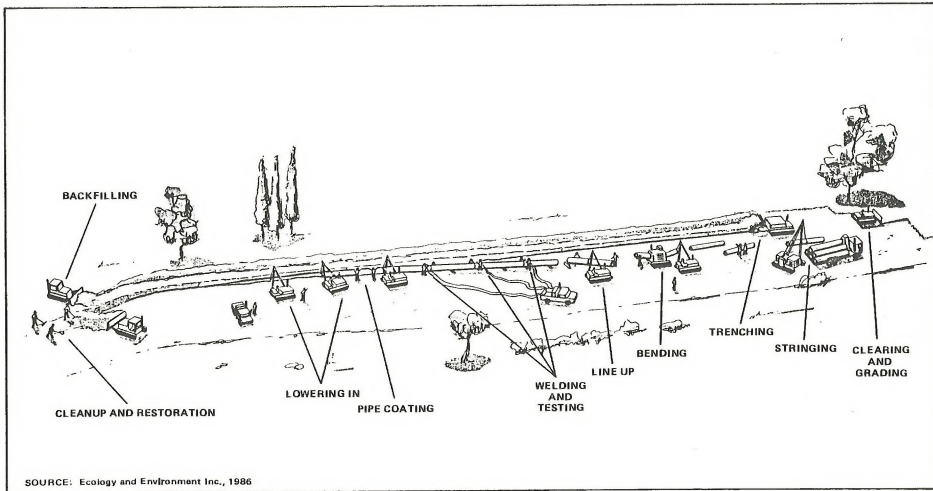 BACKFILLING
CLEANUP AND RESTORATION
LOWERING IN
PIPE COATING
WELDING
AND
TESTING
LINE UP
BENDING
TRENCHING
STRINGING
CLEARING
AND
GRADING
SOURCE: Ecology and Environment Inc., 1986